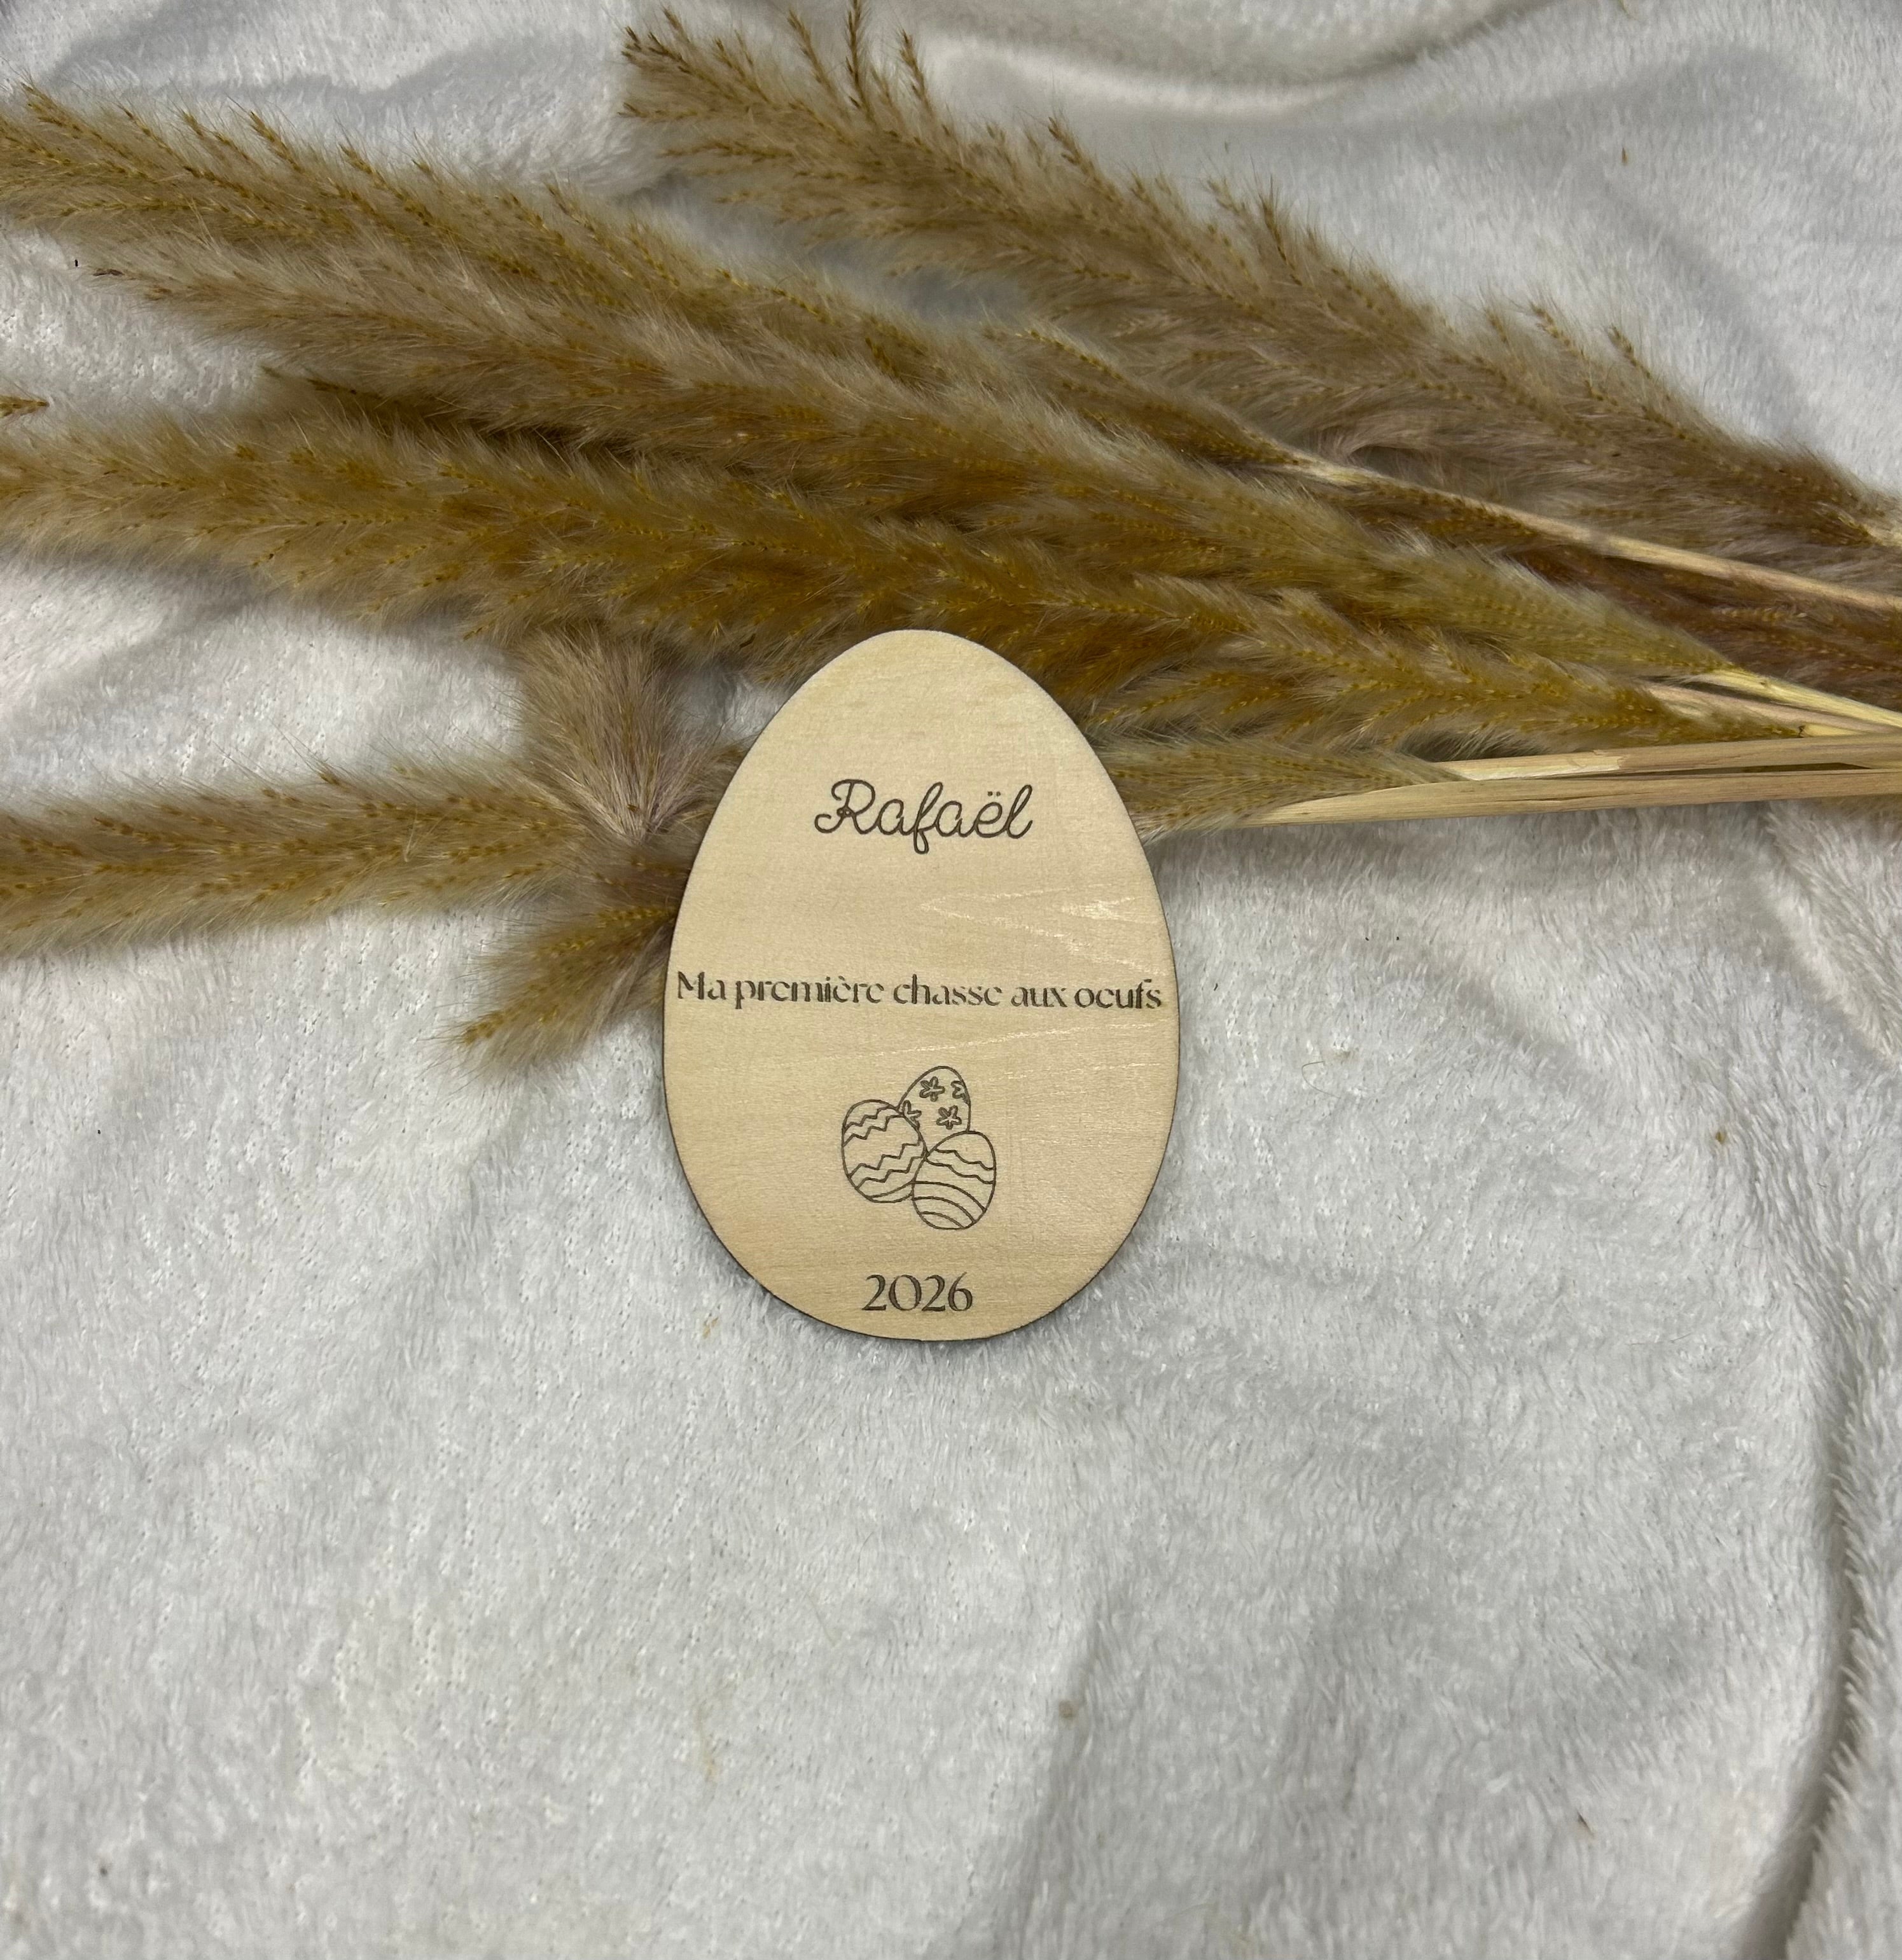 Rafaël
Ma première chasse aux oeufs
2026